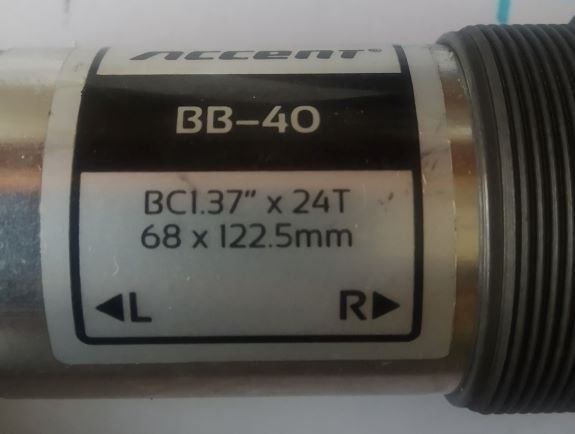 ACCENT®
BB-40
BC1.37" x 24T
68 x 122.5mm
◀L R▶